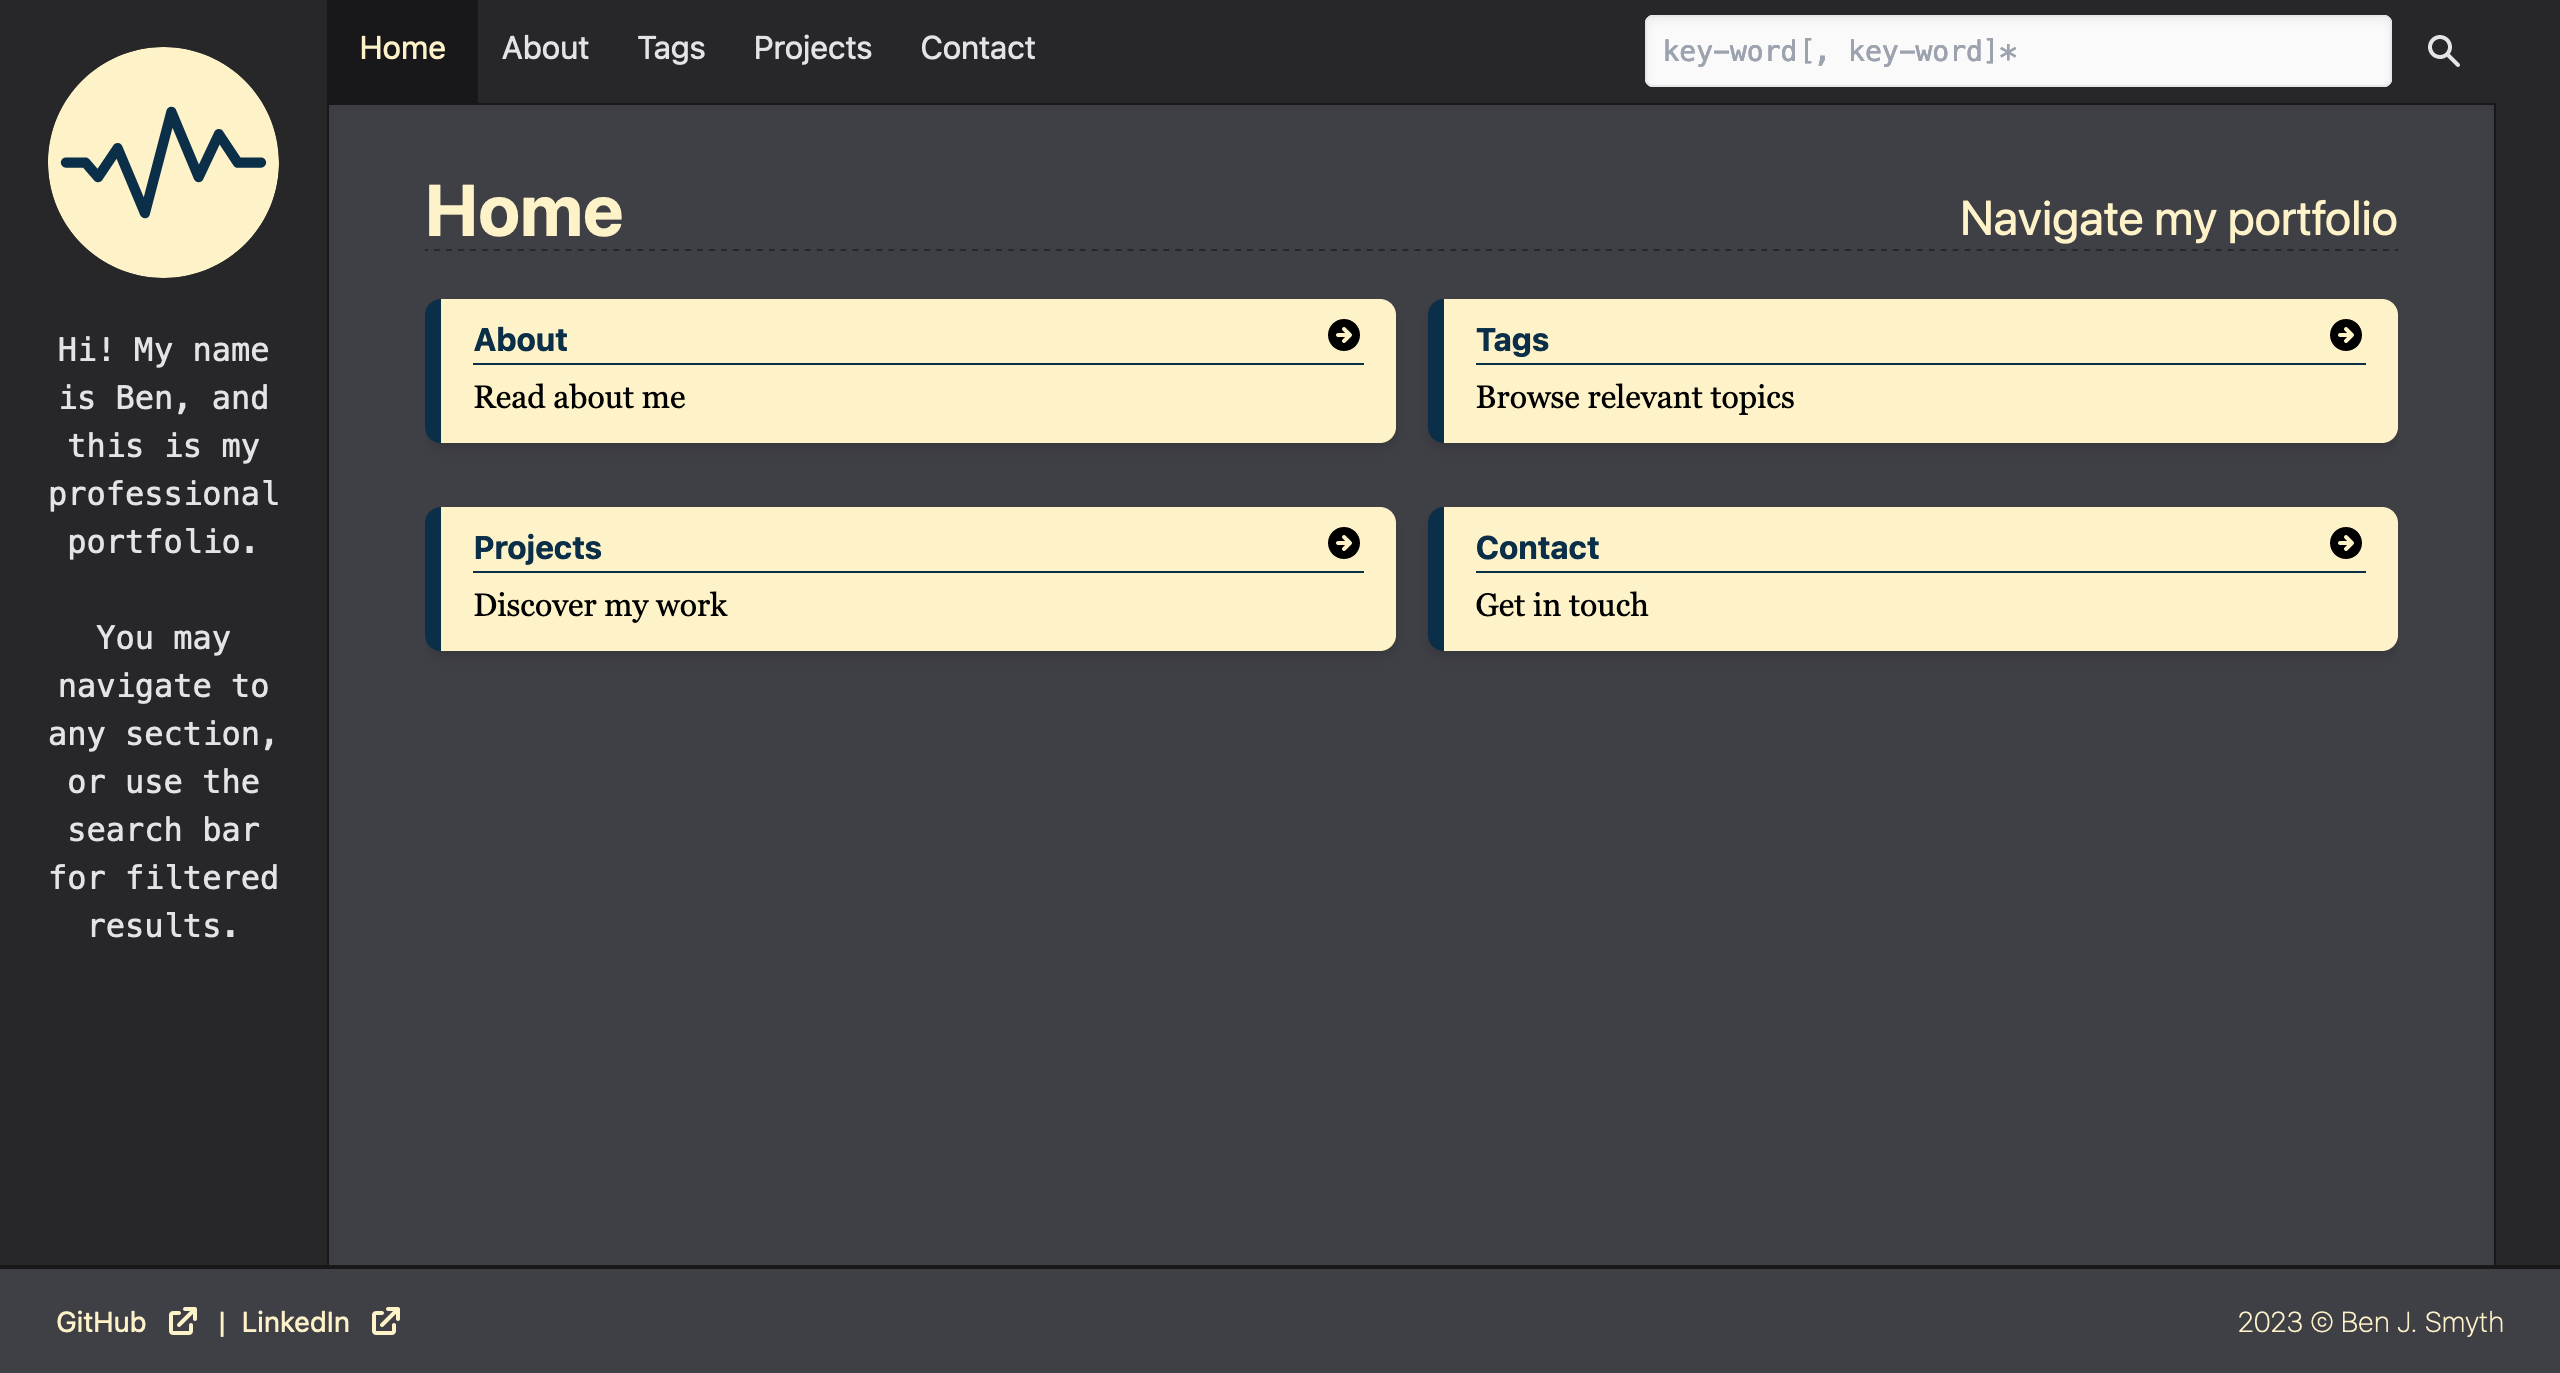 Home About Tags Projects Contact key-word[, key-word]*
Hi! My name
is Ben, and
this is my
professional
portfolio.
You may
navigate to
any section,
or use the
search bar
for filtered
results.
Home Navigate my portfolio
About
Read about me
Tags
Browse relevant topics
Projects
Discover my work
Contact
Get in touch
GitHub | LinkedIn 2023 © Ben J. Smyth